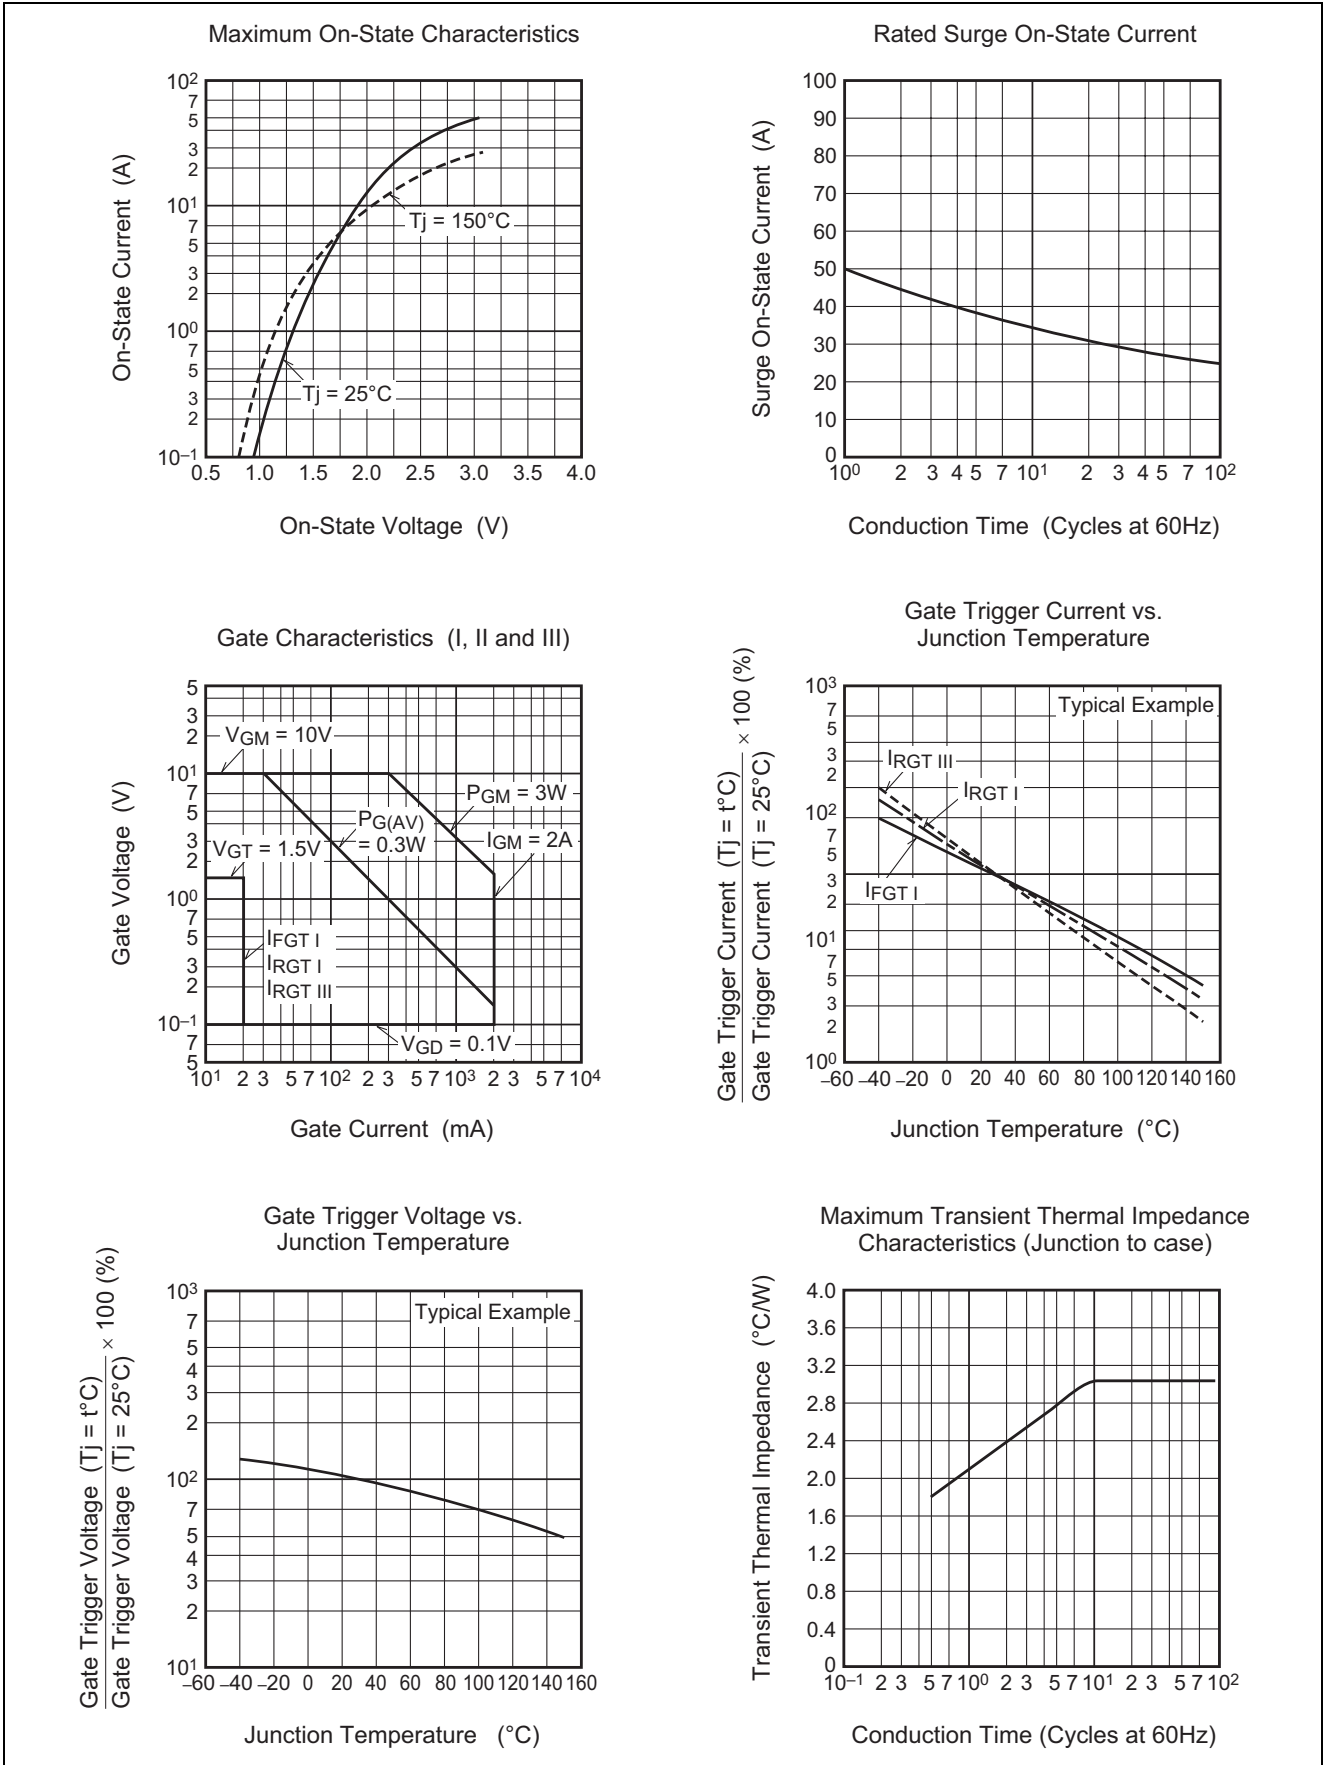 Maximum On-State Characteristics
On-State Current (A)
10²
7
5
3
2
10¹
7
5
3
2
10⁰
7
5
3
2
10–1
Tj = 150°C
Tj = 25°C
0.5 1.0 1.5 2.0 2.5 3.0 3.5 4.0
On-State Voltage (V)
Rated Surge On-State Current
Surge On-State Current (A)
100
90
80
70
60
50
40
30
20
10
0
10⁰ 2 3 4 5 7 10¹ 2 3 4 5 7 10²
Conduction Time (Cycles at 60Hz)
Gate Characteristics (I, II and III)
Gate Voltage (V)
5
3
2
10¹
7
5
3
2
10⁰
7
5
3
2
10–1
7
5
VGM = 10V
PGM = 3W
PG(AV)
= 0.3W
IGM = 2A
VGT = 1.5V
IFGT I
IRGT I
IRGT III
VGD = 0.1V
10¹ 2 3 5 7 10² 2 3 5 7 10³ 2 3 5 7 10⁴
Gate Current (mA)
Gate Trigger Current vs.
Junction Temperature
Gate Trigger Current (Tj = t°C)
Gate Trigger Current (Tj = 25°C)
× 100 (%)
10³
7
5
3
2
10²
7
5
3
2
10¹
7
5
3
2
10⁰
Typical Example
IRGT III
IRGT I
IFGT I
–60 –40 –20 0 20 40 60 80 100 120 140 160
Junction Temperature (°C)
Gate Trigger Voltage vs.
Junction Temperature
Gate Trigger Voltage (Tj = t°C)
Gate Trigger Voltage (Tj = 25°C)
× 100 (%)
10³
7
5
4
3
2
10²
7
5
4
3
2
10¹
Typical Example
–60 –40 –20 0 20 40 60 80 100 120 140 160
Junction Temperature (°C)
Maximum Transient Thermal Impedance
Characteristics (Junction to case)
Transient Thermal Impedance (°C/W)
4.0
3.6
3.2
2.8
2.4
2.0
1.6
1.2
0.8
0.4
0
10–1 2 3 5 7 10⁰ 2 3 5 7 10¹ 2 3 5 7 10²
Conduction Time (Cycles at 60Hz)